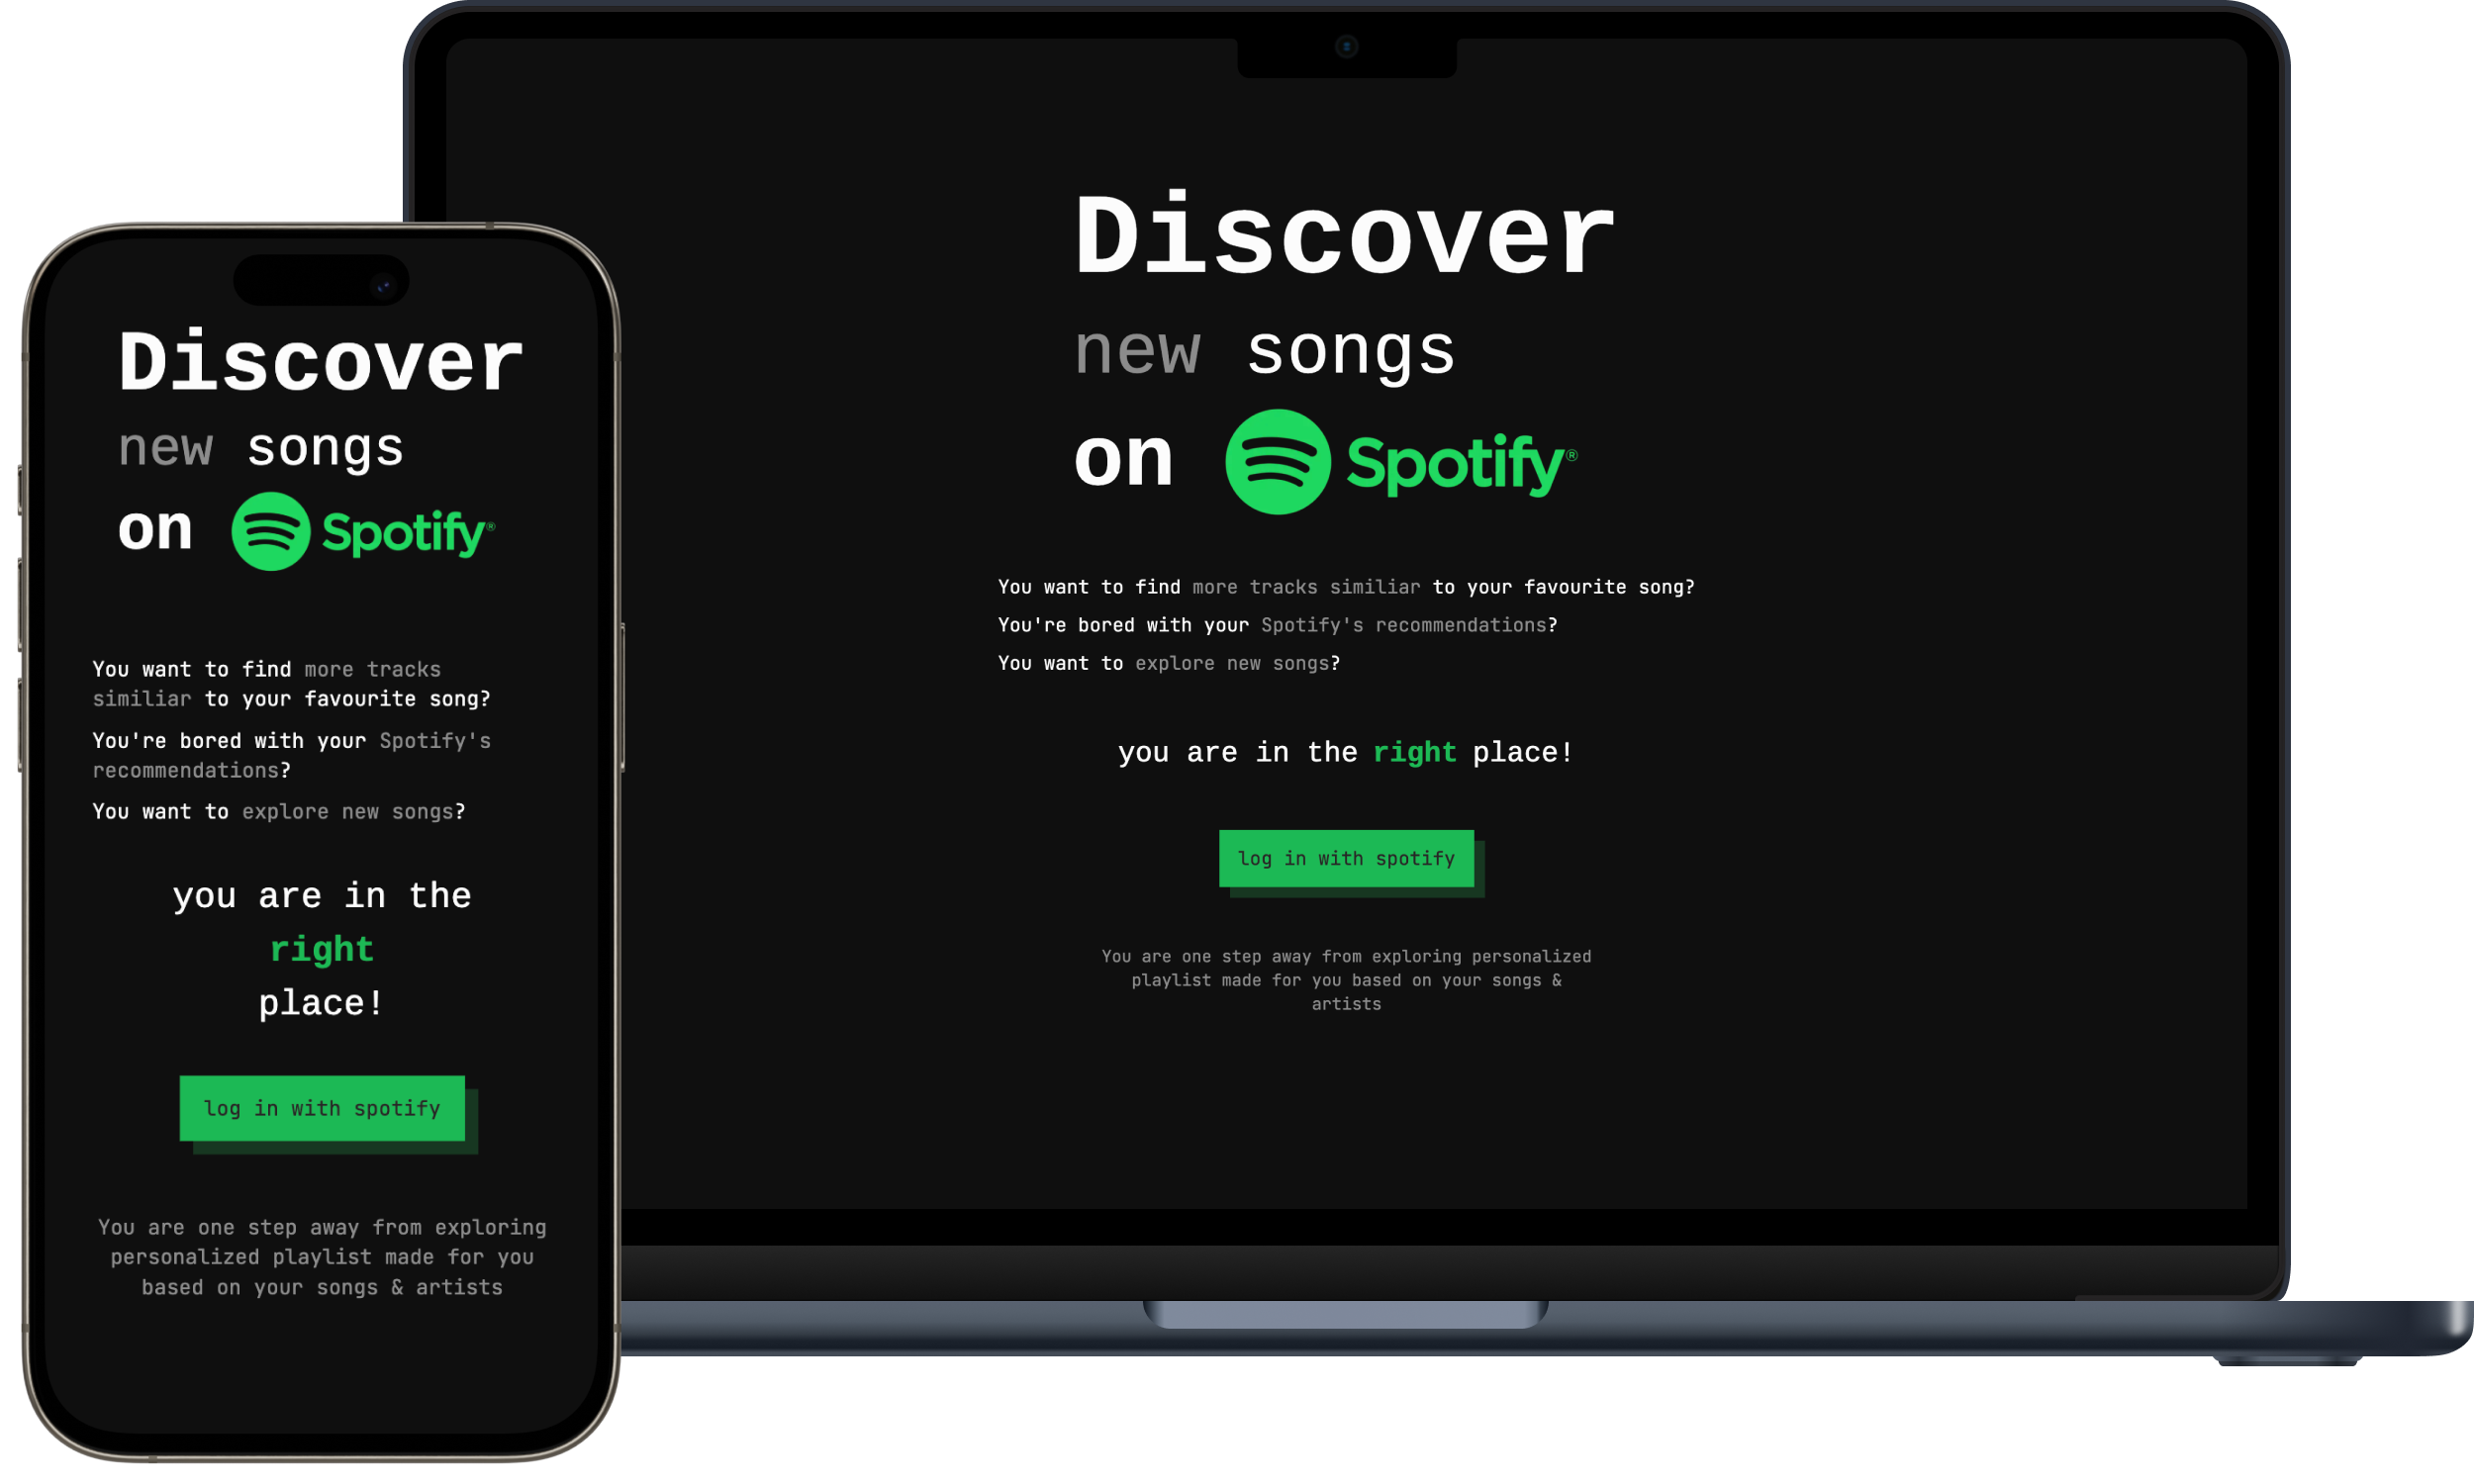 Discover
new songs
on Spotify®
You want to find more tracks
similiar to your favourite song?
You're bored with your Spotify's
recommendations?
You want to explore new songs?
you are in the
right
place!
log in with spotify
You are one step away from exploring
personalized playlist made for you
based on your songs & artists
Discover
new songs
on Spotify®
You want to find more tracks similiar to your favourite song?
You're bored with your Spotify's recommendations?
You want to explore new songs?
you are in the right place!
log in with spotify
You are one step away from exploring personalized
playlist made for you based on your songs &
artists